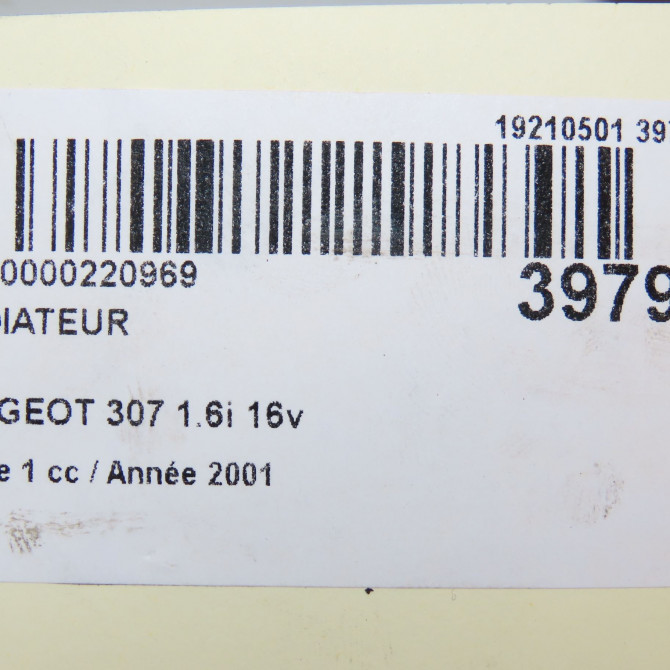 19210501 397
0000220969
3979
DIATEUR
GEOT 307 1.6i 16v
e 1 cc / Année 2001